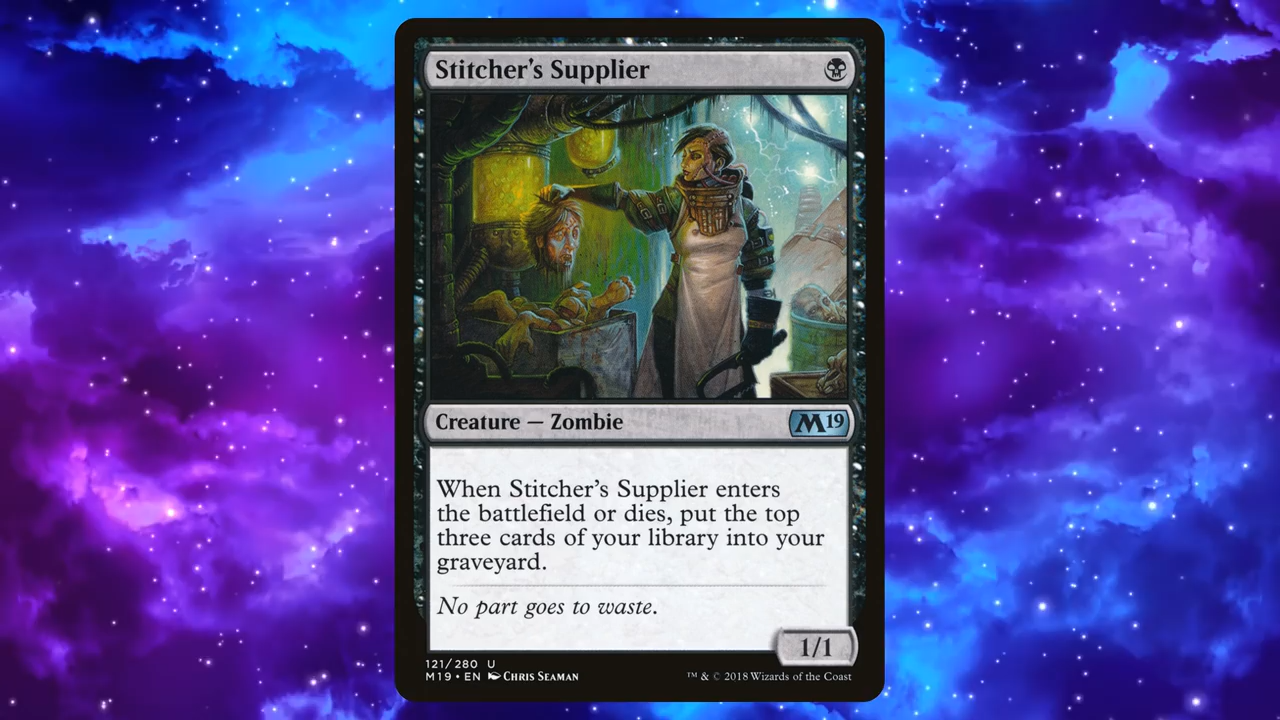 Stitcher's Supplier
Creature — Zombie
M19
When Stitcher's Supplier enters
the battlefield or dies, put the top
three cards of your library into your
graveyard.
No part goes to waste.
1/1
121/280 U
M19 • EN Chris Seaman
™ & © 2018 Wizards of the Coast